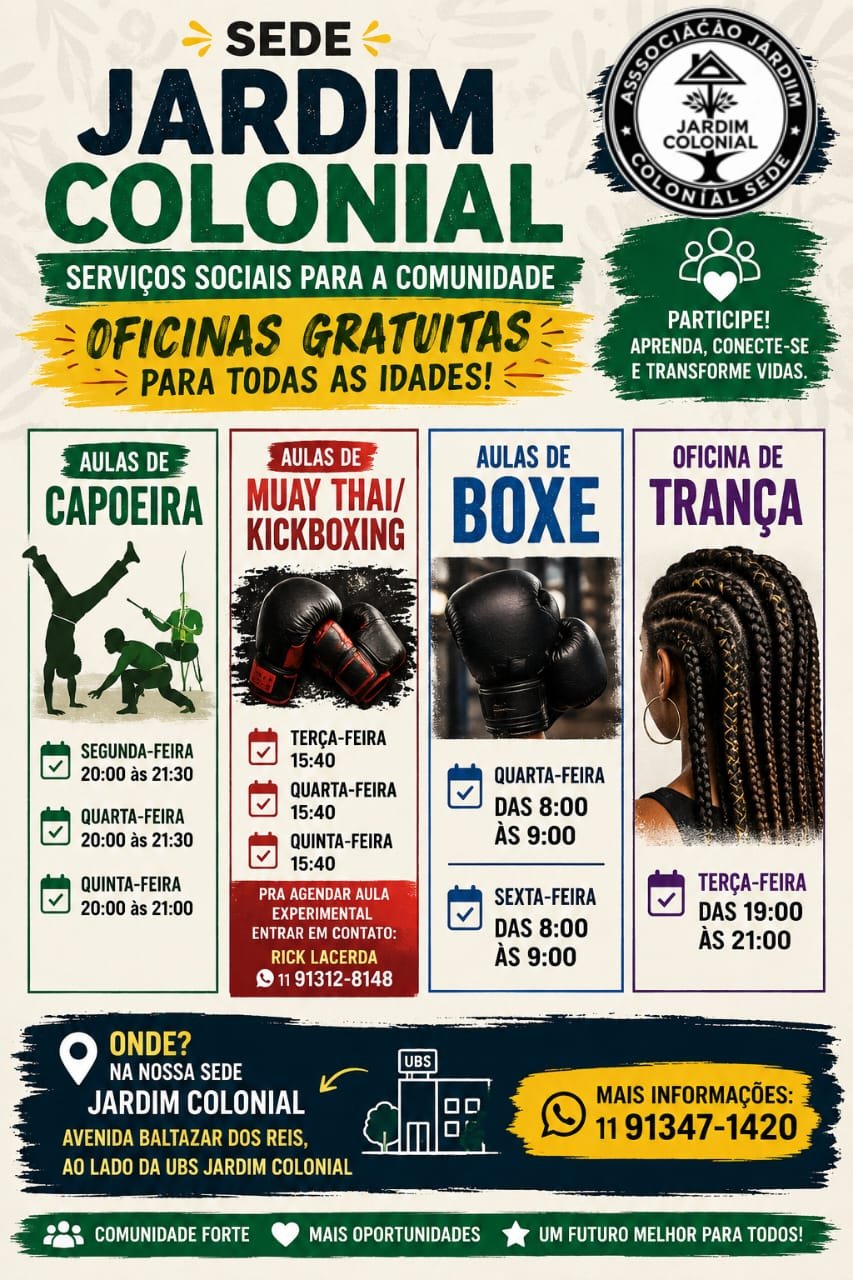 SEDE
JARDIM
COLONIAL
SERVIÇOS SOCIAIS PARA A COMUNIDADE
OFICINAS GRATUITAS
PARA TODAS AS IDADES!
ASSSOCIAÇÃO JARDIIM
JARDIM
COLONIAL
COLONIAL SEDE
PARTICIPE!
APRENDA, CONECTE-SE
E TRANSFORME VIDAS.
AULAS DE
CAPOEIRA
SEGUNDA-FEIRA
20:00 às 21:30
QUARTA-FEIRA
20:00 às 21:30
QUINTA-FEIRA
20:00 às 21:00
AULAS DE
MUAY THAI/
KICKBOXING
TERÇA-FEIRA
15:40
QUARTA-FEIRA
15:40
QUINTA-FEIRA
15:40
PRA AGENDAR AULA
EXPERIMENTAL
ENTRAR EM CONTATO:
RICK LACERDA
11 91312-8148
AULAS DE
BOXE
QUARTA-FEIRA
DAS 8:00
ÀS 9:00
SEXTA-FEIRA
DAS 8:00
ÀS 9:00
OFICINA DE
TRANÇA
TERÇA-FEIRA
DAS 19:00
ÀS 21:00
ONDE?
NA NOSSA SEDE
JARDIM COLONIAL
AVENIDA BALTAZAR DOS REIS,
AO LADO DA UBS JARDIM COLONIAL
UBS
MAIS INFORMAÇÕES:
11 91347-1420
COMUNIDADE FORTE
MAIS OPORTUNIDADES
UM FUTURO MELHOR PARA TODOS!